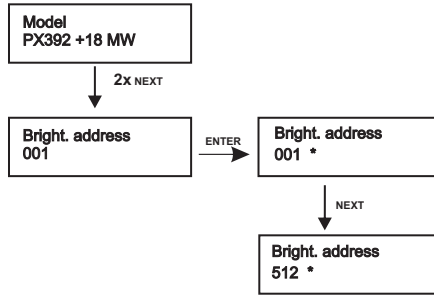 Model
PX392 +18 MW
2x NEXT
Bright. address
001
ENTER
Bright. address
001 *
NEXT
Bright. address
512 *